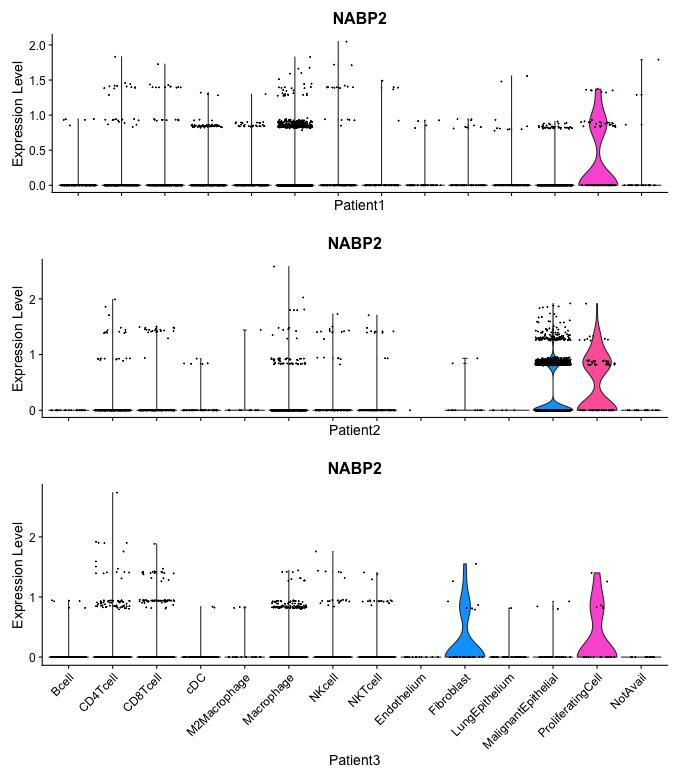 NABP2
Expression Level
2.0
1.5
1.0
0.5
0.0
Patient1
NABP2
Expression Level
2
1
0
Patient2
NABP2
Expression Level
2
1
0
Bcell
CD4Tcell
CD8Tcell
cDC
M2Macrophage
Macrophage
NKcell
NKTcell
Endothelium
Fibroblast
LungEpithelium
MalignantEpithelial
ProliferatingCell
NotAvail
Patient3